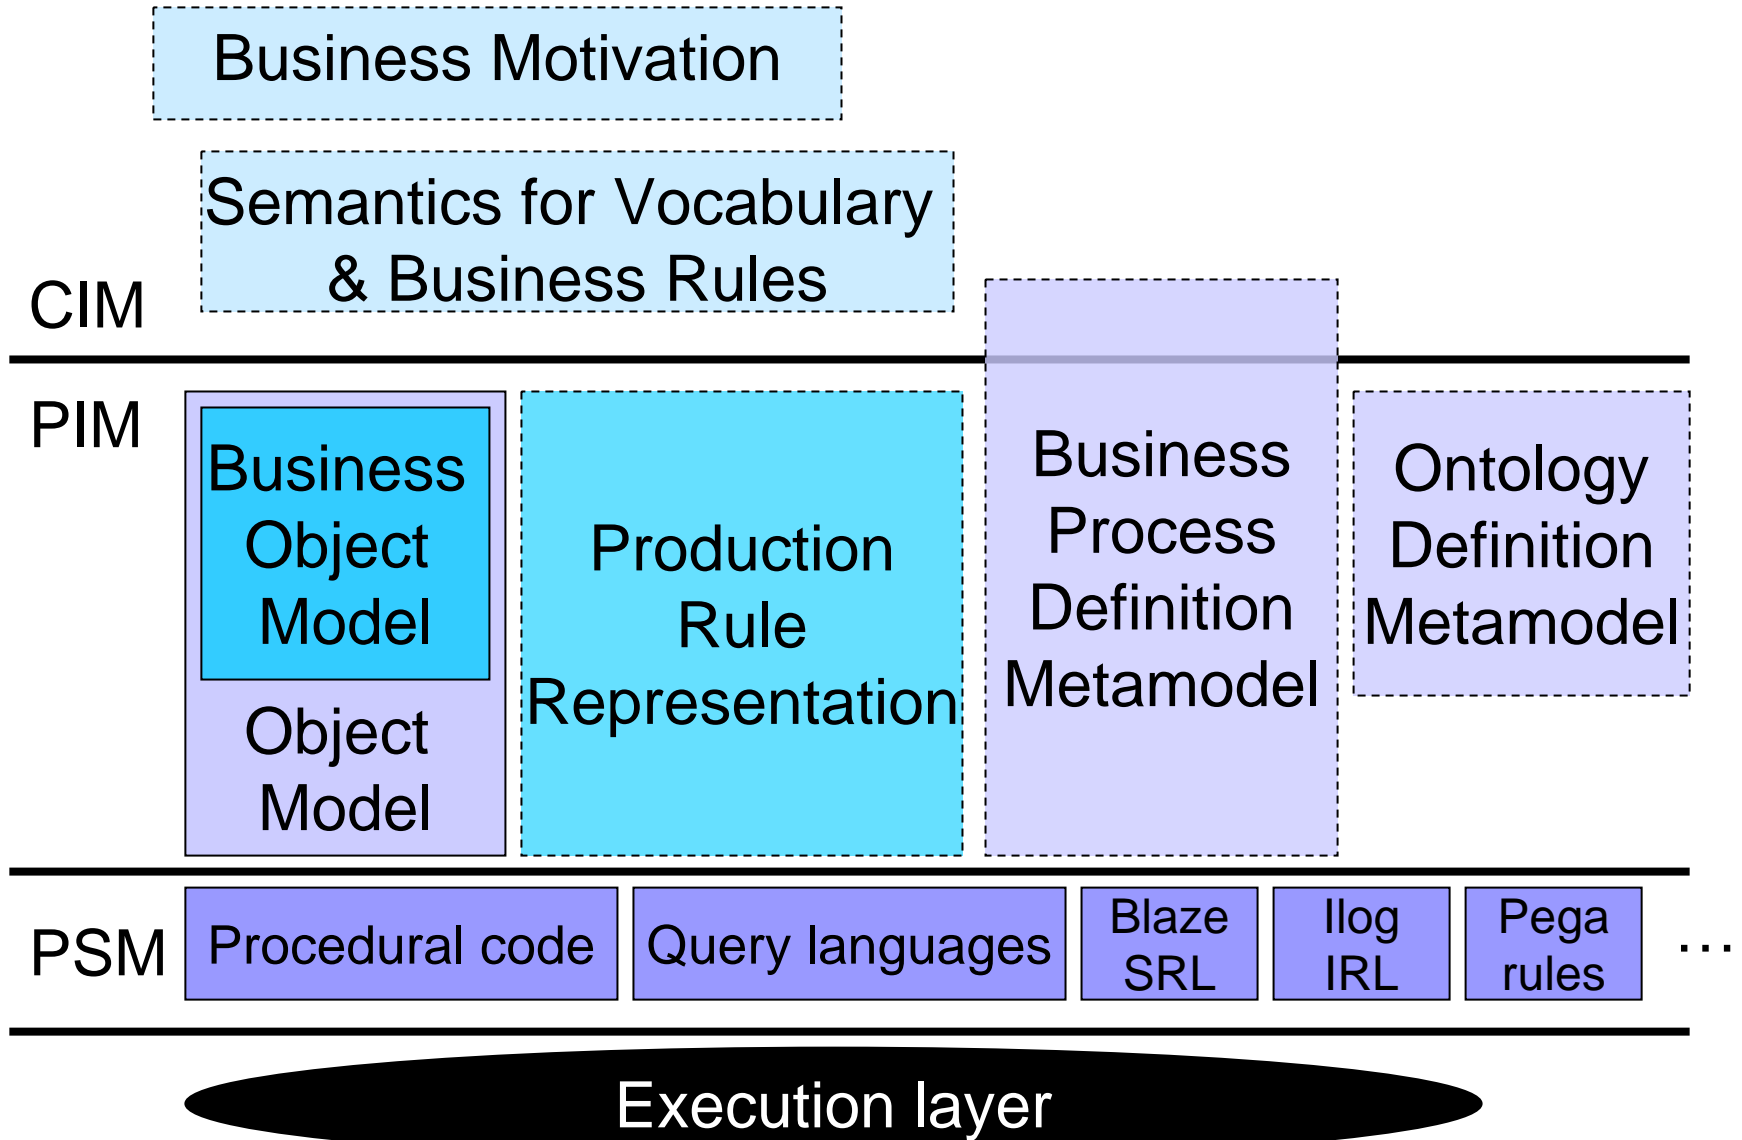 Business Motivation
Semantics for Vocabulary
& Business Rules
CIM
PIM
Business
Object
Model
Object
Model
Production
Rule
Representation
Business
Process
Definition
Metamodel
Ontology
Definition
Metamodel
PSM
Procedural code
Query languages
Blaze
SRL
Ilog
IRL
Pega
rules
...
Execution layer